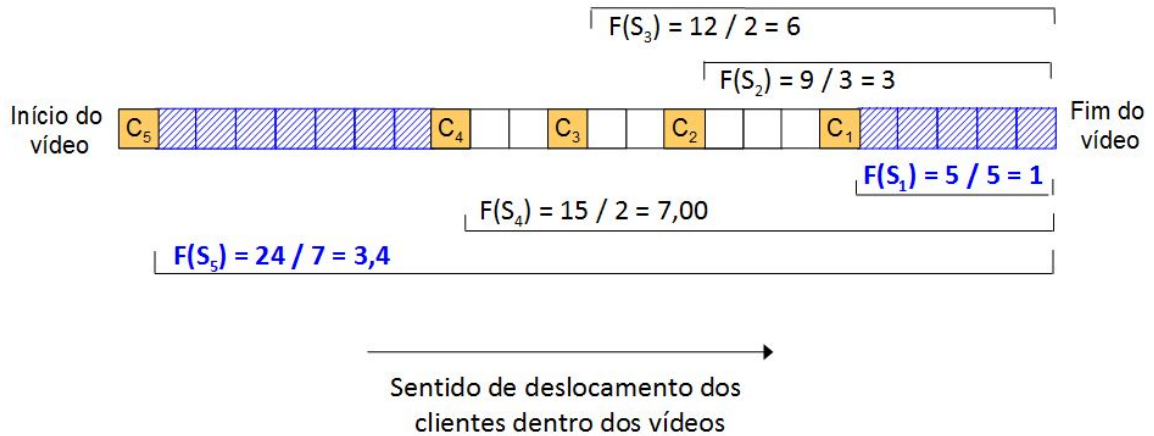 F(S₃) = 12 / 2 = 6
F(S₂) = 9 / 3 = 3
Início do
vídeo
C₅ C₄ C₃ C₂ C₁
Fim do
vídeo
F(S₁) = 5 / 5 = 1
F(S₄) = 15 / 2 = 7,00
F(S₅) = 24 / 7 = 3,4
Sentido de deslocamento dos
clientes dentro dos vídeos